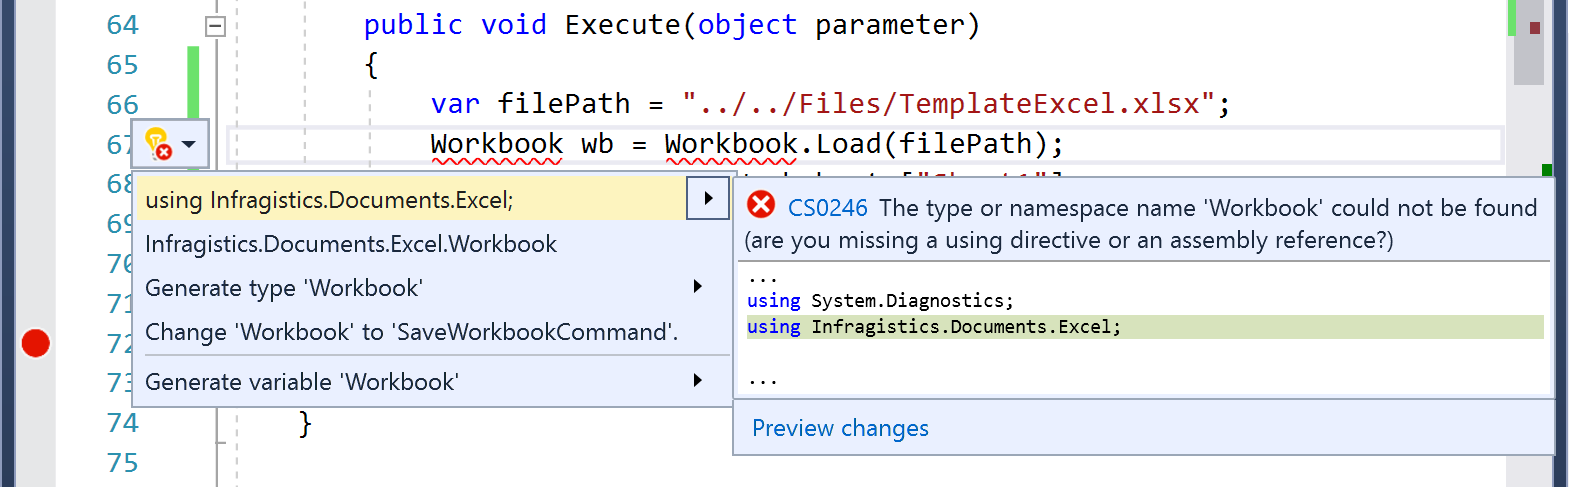 64 public void Execute(object parameter)
65 {
66 var filePath = "../../Files/TemplateExcel.xlsx";
67 Workbook wb = Workbook.Load(filePath);
68
using Infragistics.Documents.Excel;
69
Infragistics.Documents.Excel.Workbook
70
Generate type 'Workbook'
71
Change 'Workbook' to 'SaveWorkbookCommand'.
72
Generate variable 'Workbook'
73
74 }
75
CS0246 The type or namespace name 'Workbook' could not be found
(are you missing a using directive or an assembly reference?)
...
using System.Diagnostics;
using Infragistics.Documents.Excel;
...
Preview changes